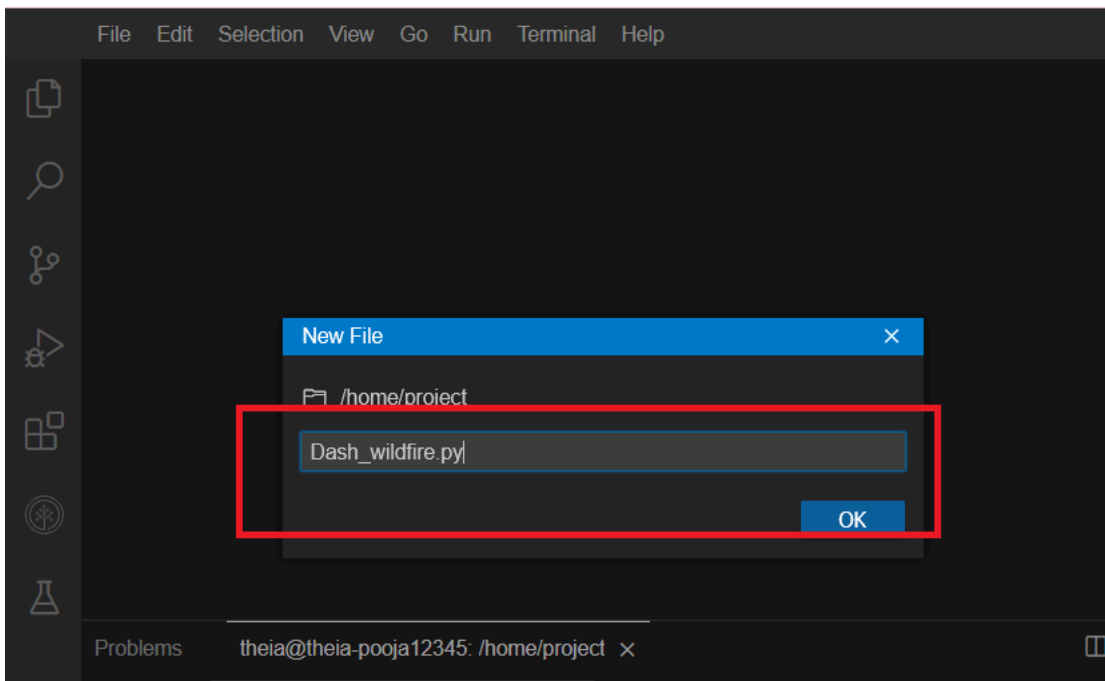 File Edit Selection View Go Run Terminal Help
New File
/home/project
Dash_wildfire.py
OK
Problems theia@theia-pooja12345: /home/project